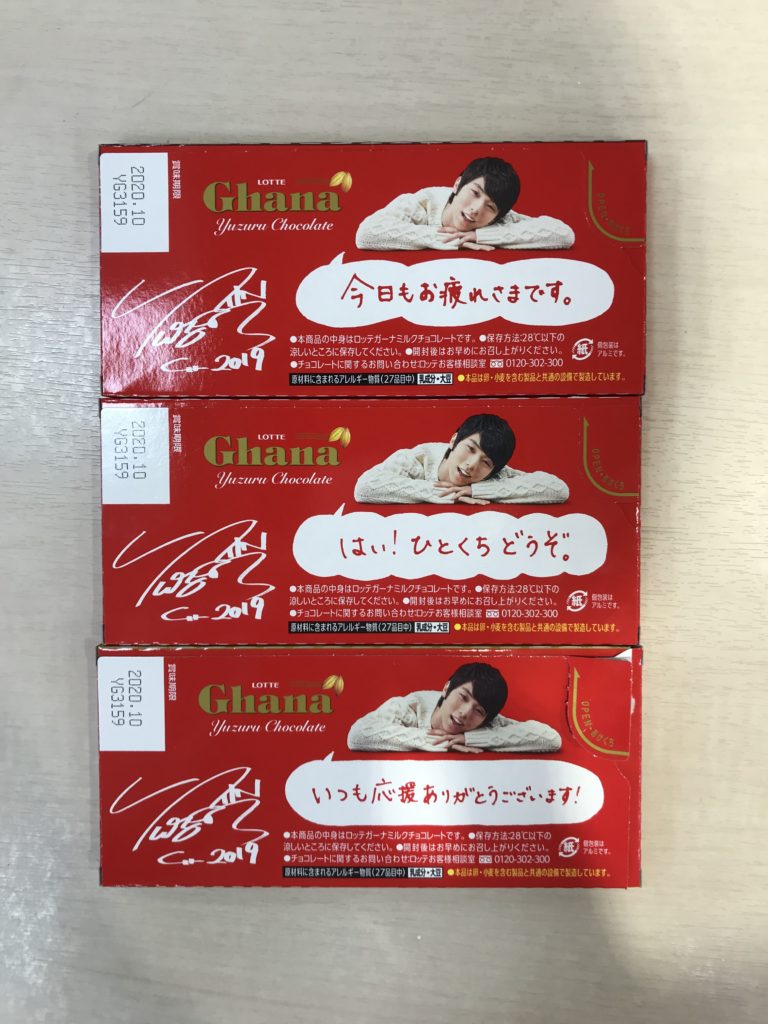 賞味期限
2020.10
YG3159
LOTTE
Ghana
Yuzuru Chocolate
今日もお疲れさまです。
2019
●本商品の中身はロッテガーナミルクチョコレートです。●保存方法:28℃以下の
涼しいところに保存してください。●開封後はお早めにお召し上がりください。
●チョコレートに関するお問い合わせ:ロッテお客様相談室 0120-302-300
原材料に含まれるアレルギー物質(27品目中) 乳成分・大豆 ●本品は卵・小麦を含む製品と共通の設備で製造しています。
紙 個包装は
アルミです。
賞味期限
2020.10
YG3159
LOTTE
Ghana
Yuzuru Chocolate
OPEN・あけくち
はい!ひとくちどうぞ。
2019
●本商品の中身はロッテガーナミルクチョコレートです。●保存方法:28℃以下の
涼しいところに保存してください。●開封後はお早めにお召し上がりください。
●チョコレートに関するお問い合わせ:ロッテお客様相談室 0120-302-300
原材料に含まれるアレルギー物質(27品目中) 乳成分・大豆 ●本品は卵・小麦を含む製品と共通の設備で製造しています。
紙 個包装は
アルミです。
賞味期限
2020.10
YG3159
LOTTE
Ghana
Yuzuru Chocolate
OPEN・あけくち
いつも応援ありがとうございます!
2019
●本商品の中身はロッテガーナミルクチョコレートです。●保存方法:28℃以下の
涼しいところに保存してください。●開封後はお早めにお召し上がりください。
●チョコレートに関するお問い合わせ:ロッテお客様相談室 0120-302-300
原材料に含まれるアレルギー物質(27品目中) 乳成分・大豆 ●本品は卵・小麦を含む製品と共通の設備で製造しています。
紙 個包装は
アルミです。